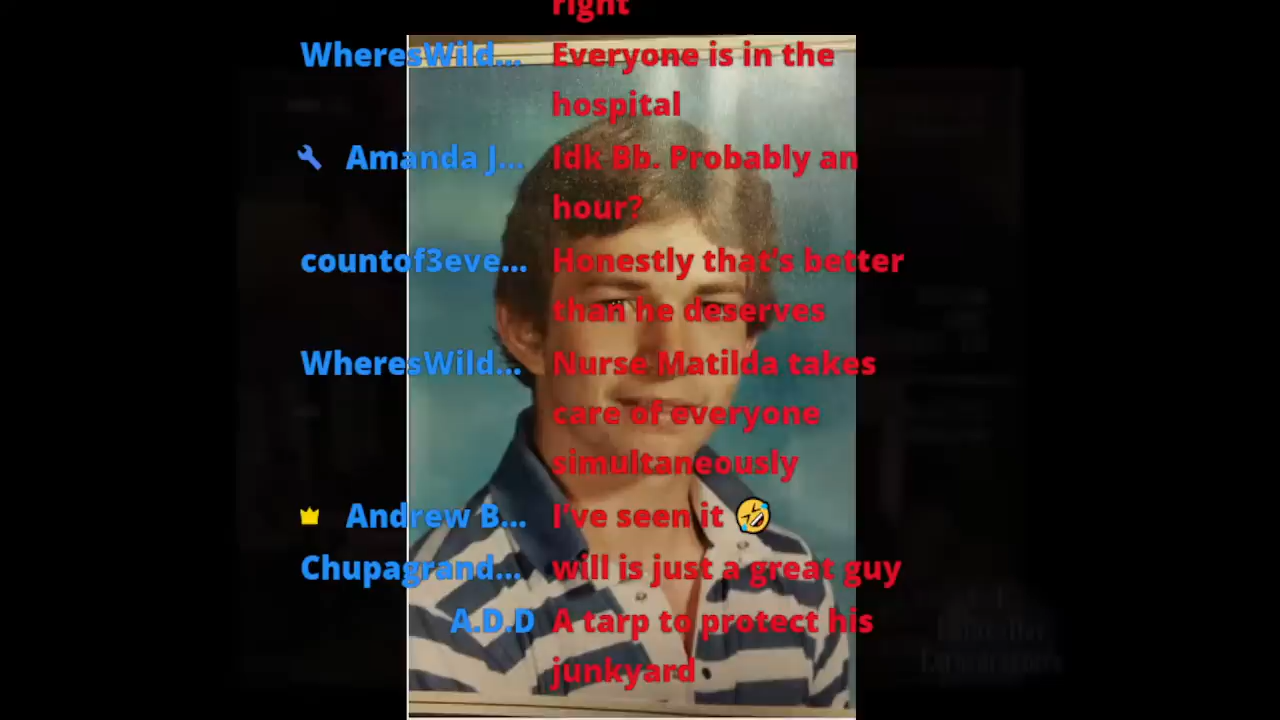 right
WheresWild... Everyone is in the
hospital
Amanda J... Idk Bb. Probably an
hour?
countof3eve... Honestly that's better
than he deserves
WheresWild... Nurse Matilda takes
care of everyone
simultaneously
Andrew B... I've seen it 🤣
Chupagrand... will is just a great guy
A.D.D A tarp to protect his
junkyard